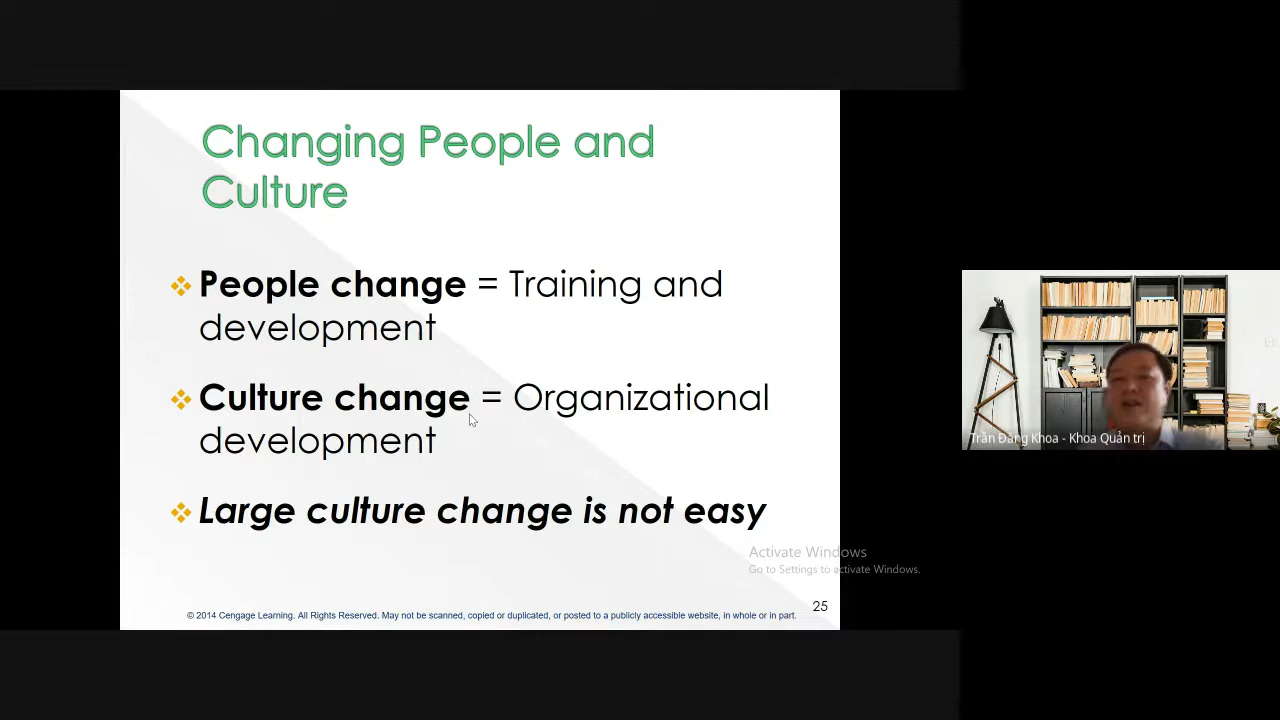 Changing People and
Culture
People change = Training and
development
Culture change = Organizational
development
Large culture change is not easy
Activate Windows
Go to Settings to activate Windows.
© 2014 Cengage Learning. All Rights Reserved. May not be scanned, copied or duplicated, or posted to a publicly accessible website, in whole or in part.
25
Trần Đăng Khoa - Khoa Quản trị